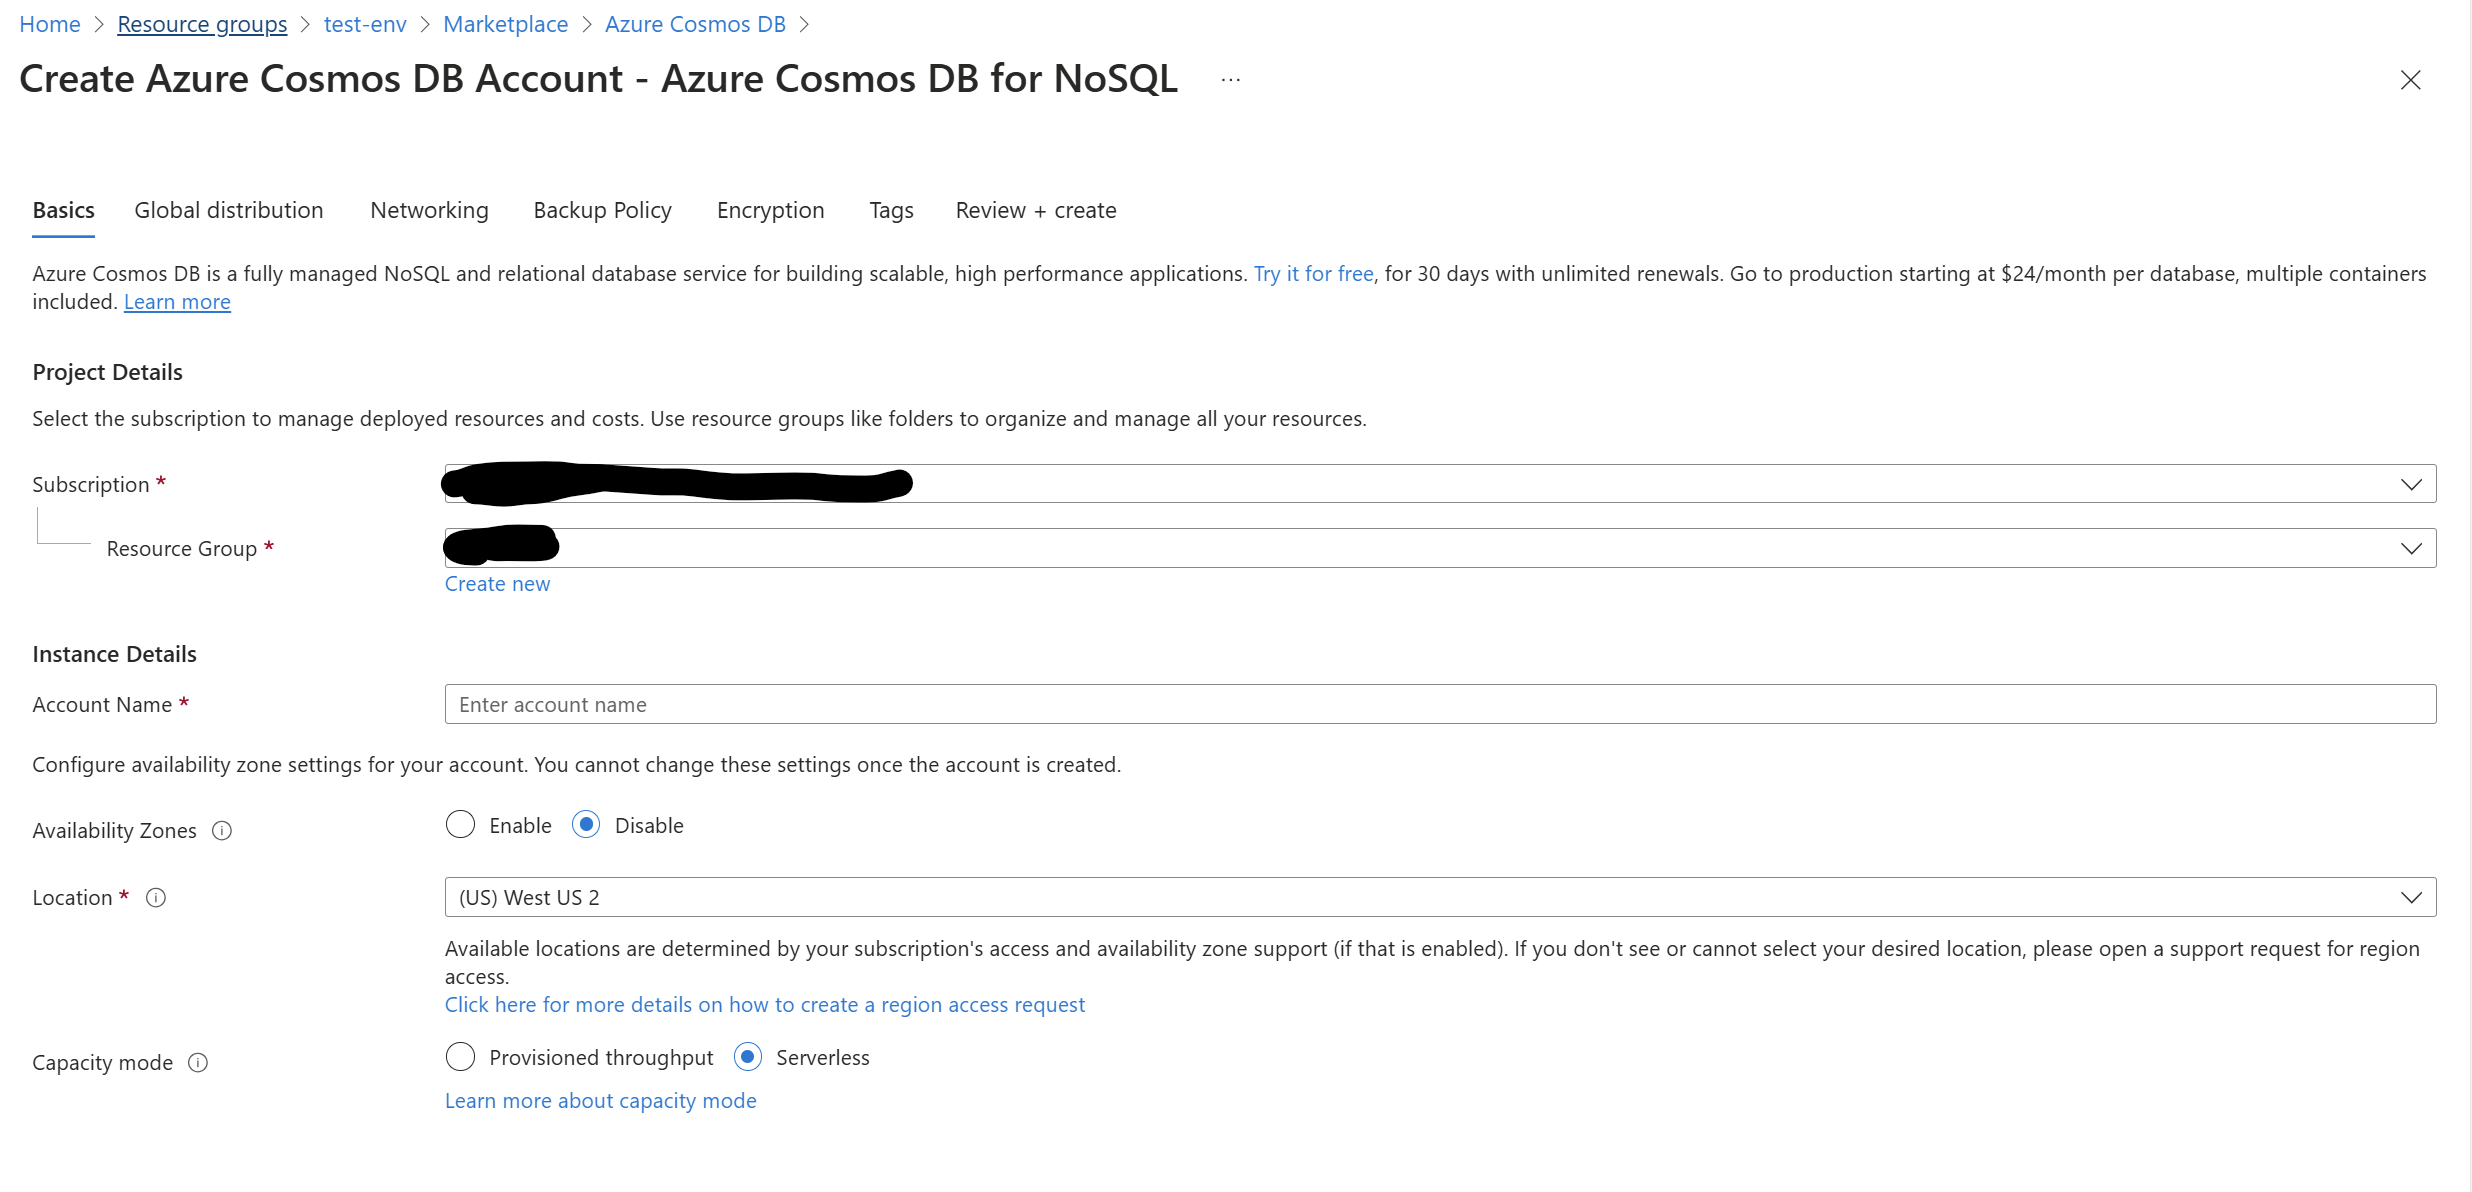 Home > Resource groups > test-env > Marketplace > Azure Cosmos DB >
Create Azure Cosmos DB Account - Azure Cosmos DB for NoSQL ...
Basics Global distribution Networking Backup Policy Encryption Tags Review + create
Azure Cosmos DB is a fully managed NoSQL and relational database service for building scalable, high performance applications. Try it for free, for 30 days with unlimited renewals. Go to production starting at $24/month per database, multiple containers
included. Learn more
Project Details
Select the subscription to manage deployed resources and costs. Use resource groups like folders to organize and manage all your resources.
Subscription *
Resource Group *
Create new
Instance Details
Account Name * Enter account name
Configure availability zone settings for your account. You cannot change these settings once the account is created.
Availability Zones Enable Disable
Location * (US) West US 2
Available locations are determined by your subscription's access and availability zone support (if that is enabled). If you don't see or cannot select your desired location, please open a support request for region
access.
Click here for more details on how to create a region access request
Capacity mode Provisioned throughput Serverless
Learn more about capacity mode